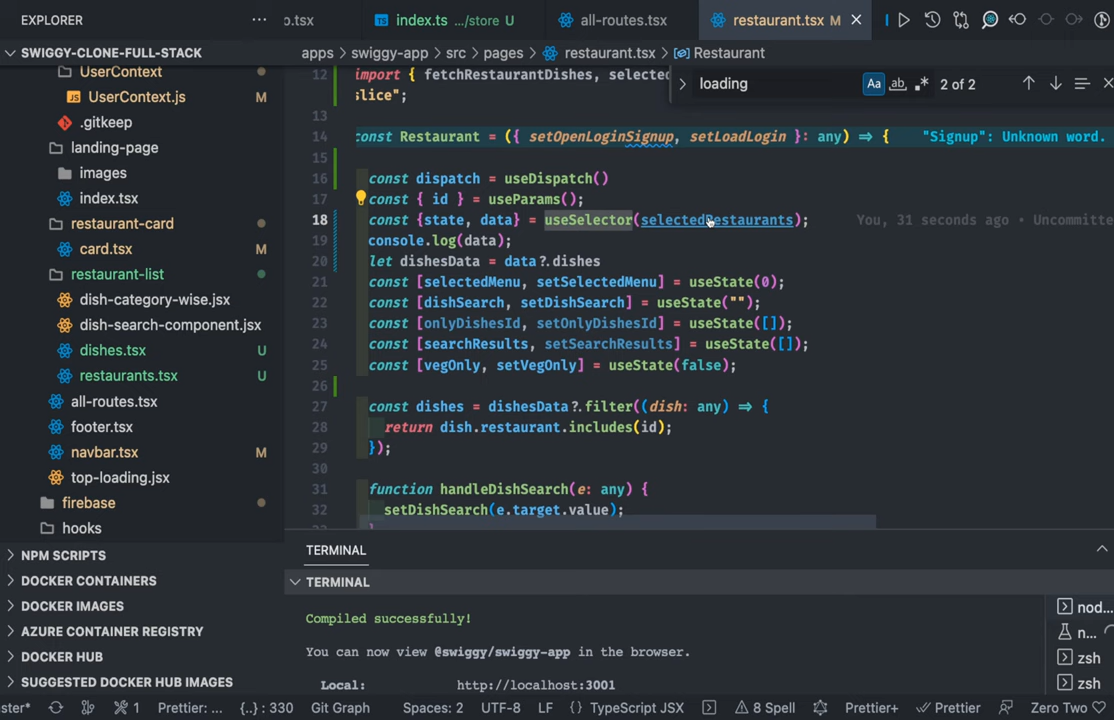 EXPLORER
···
o.tsx
index.ts .../store U
all-routes.tsx
restaurant.tsx M
SWIGGY-CLONE-FULL-STACK
UserContext
UserContext.js M
.gitkeep
landing-page
images
index.tsx
restaurant-card
card.tsx M
restaurant-list
dish-category-wise.jsx
dish-search-component.jsx
dishes.tsx U
restaurants.tsx U
all-routes.tsx
footer.tsx
navbar.tsx M
top-loading.jsx
firebase
hooks
NPM SCRIPTS
DOCKER CONTAINERS
DOCKER IMAGES
AZURE CONTAINER REGISTRY
DOCKER HUB
SUGGESTED DOCKER HUB IMAGES
apps > swiggy-app > src > pages > restaurant.tsx > Restaurant
loading
Aa ab .* 2 of 2
12 import { fetchRestaurantDishes, selected
slice";
13
14 const Restaurant = ({ setOpenLoginSignup, setLoadLogin }: any) => { "Signup": Unknown word.
15
16 const dispatch = useDispatch()
17 const { id } = useParams();
18 const {state, data} = useSelector(selectedRestaurants); You, 31 seconds ago • Uncommitte
19 console.log(data);
20 let dishesData = data?.dishes
21 const [selectedMenu, setSelectedMenu] = useState(0);
22 const [dishSearch, setDishSearch] = useState("");
23 const [onlyDishesId, setOnlyDishesId] = useState([]);
24 const [searchResults, setSearchResults] = useState([]);
25 const [vegOnly, setVegOnly] = useState(false);
26
27 const dishes = dishesData?.filter((dish: any) => {
28 return dish.restaurant.includes(id);
29 });
30
31 function handleDishSearch(e: any) {
32 setDishSearch(e.target.value);
TERMINAL
TERMINAL
Compiled successfully!
You can now view @swiggy/swiggy-app in the browser.
Local: http://localhost:3001
nod...
n...
zsh
zsh
ster* 1 Prettier: ... {..} : 330 Git Graph Spaces: 2 UTF-8 LF {} TypeScript JSX 8 Spell Prettier+ Prettier Zero Two